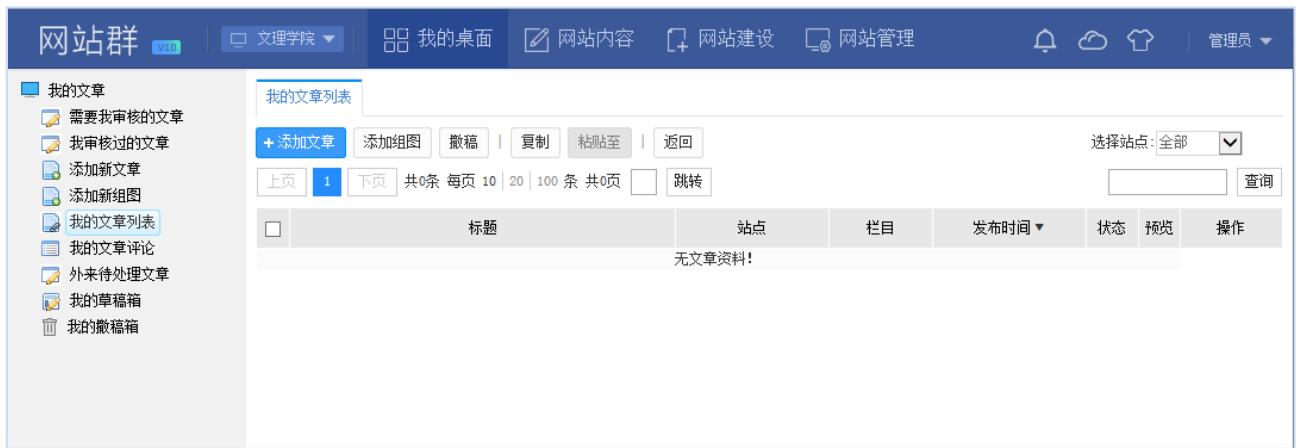 网站群 V10 文理学院 我的桌面 网站内容 网站建设 网站管理 管理员
我的文章
需要我审核的文章
我审核过的文章
添加新文章
添加新组图
我的文章列表
我的文章评论
外来待处理文章
我的草稿箱
我的撤稿箱
我的文章列表
+ 添加文章 添加组图 撤稿 | 复制 粘贴至 | 返回 选择站点: 全部
上页 1 下页 共0条 每页 10 | 20 | 100 条 共0页 跳转 查询
标题 站点 栏目 发布时间▼ 状态 预览 操作
无文章资料!